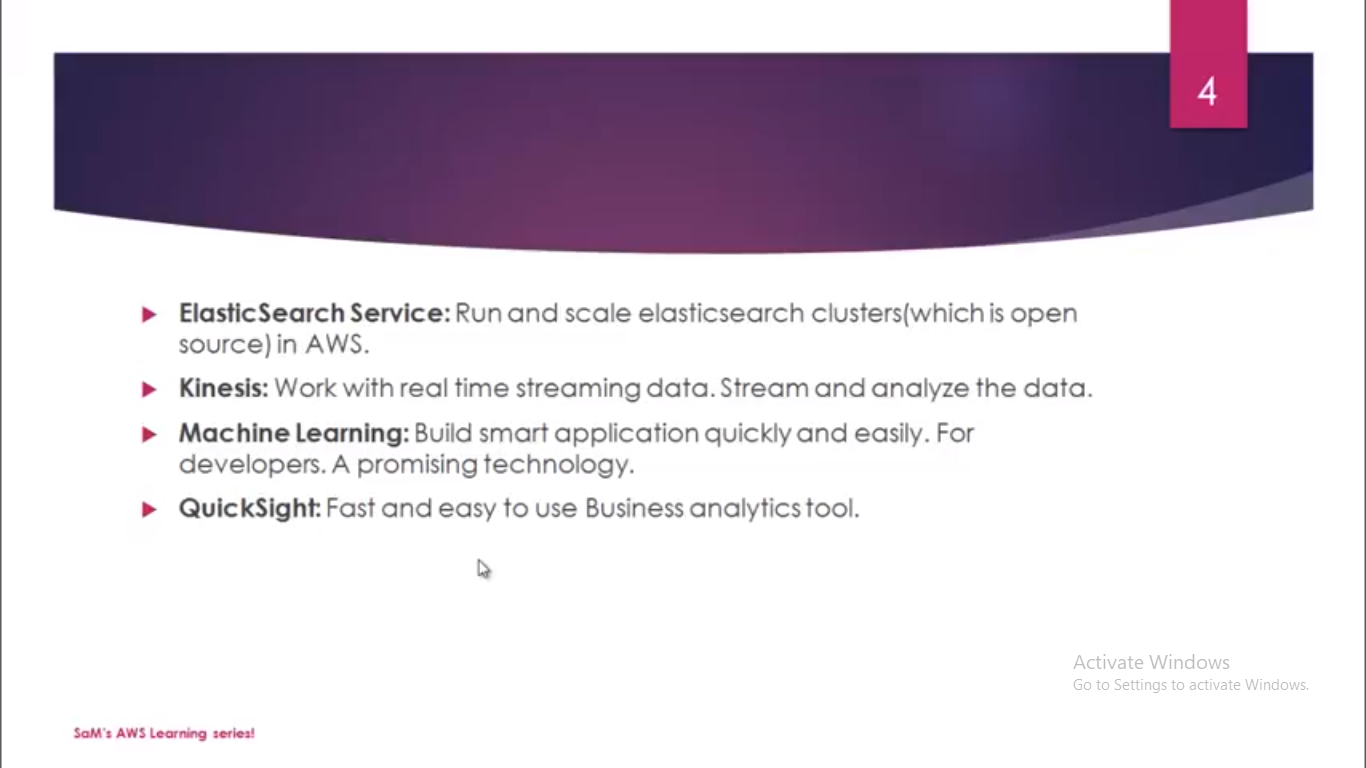 4
ElasticSearch Service: Run and scale elasticsearch clusters(which is open
source) in AWS.
Kinesis: Work with real time streaming data. Stream and analyze the data.
Machine Learning: Build smart application quickly and easily. For
developers. A promising technology.
QuickSight: Fast and easy to use Business analytics tool.
Activate Windows
Go to Settings to activate Windows.
SaM's AWS Learning series!